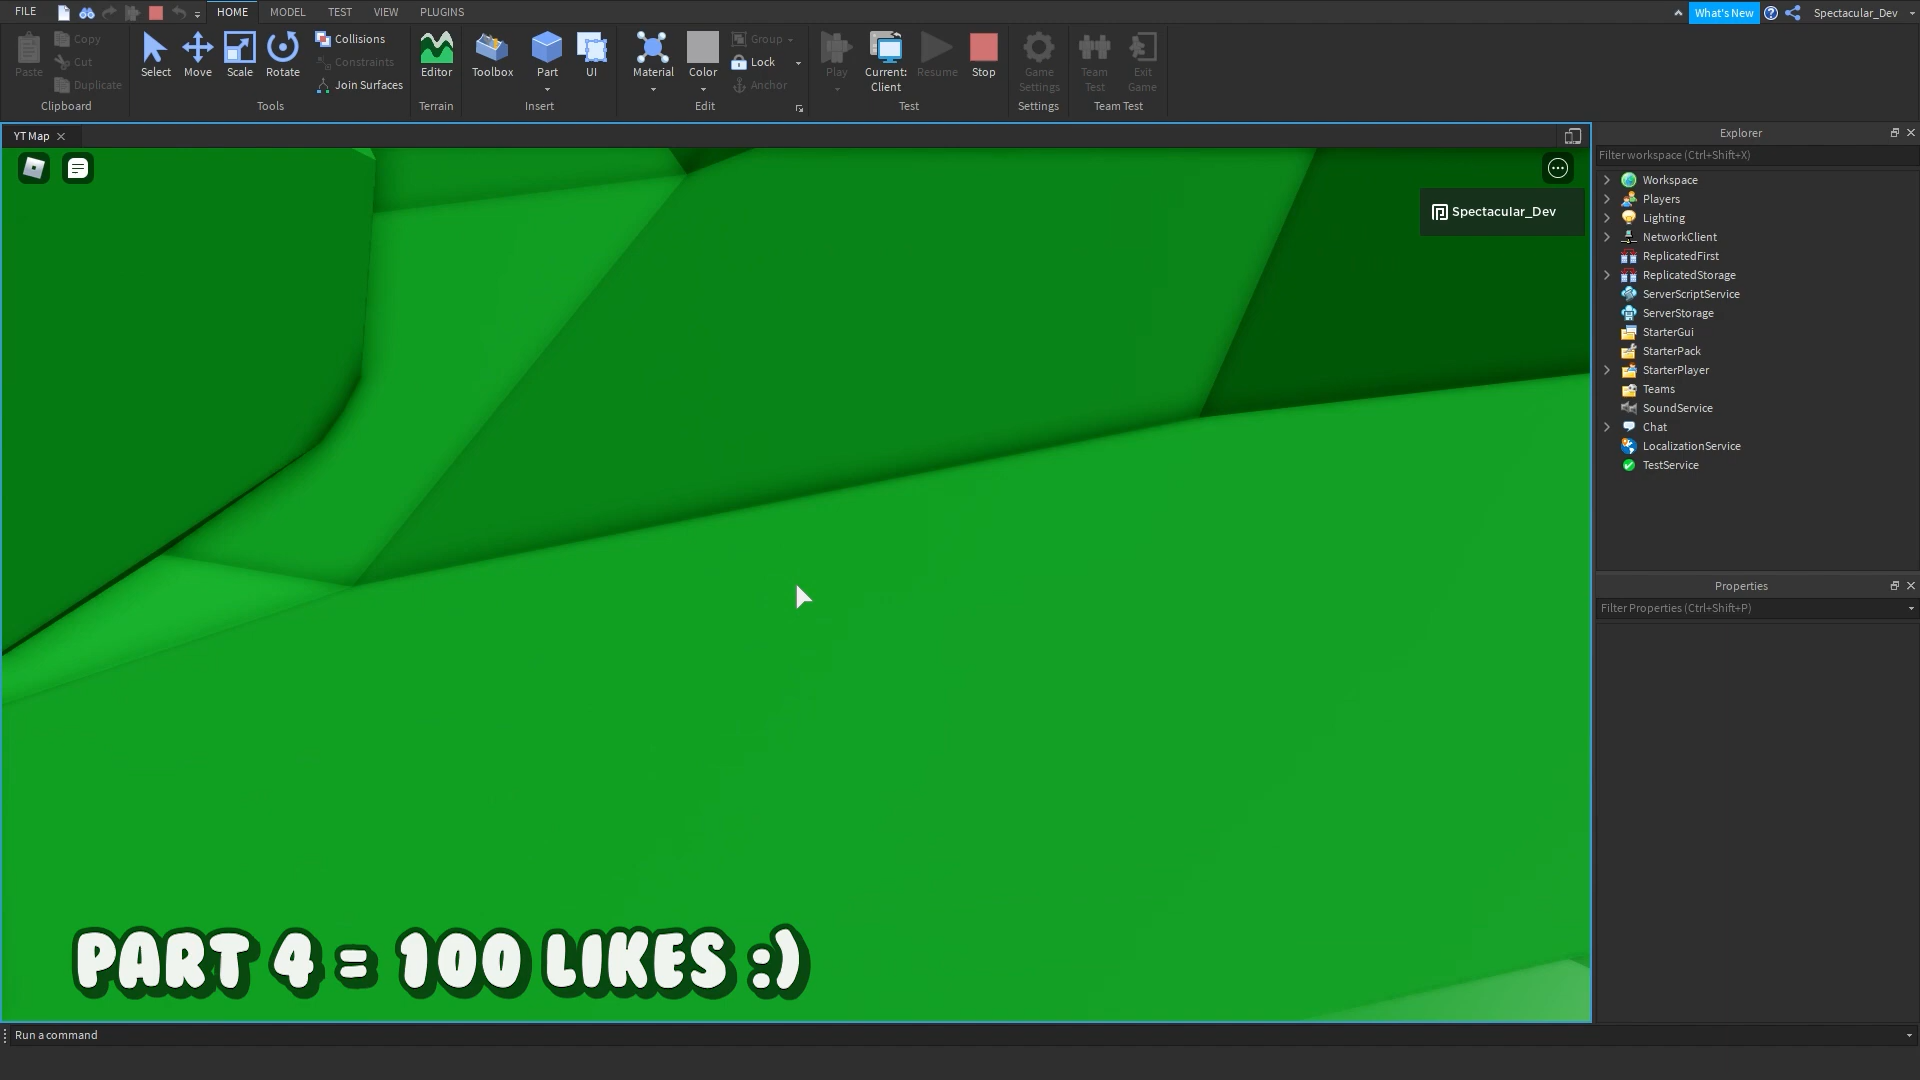 FILE
HOME
MODEL
TEST
VIEW
PLUGINS
What's New
Spectacular_Dev
Paste
Copy
Cut
Duplicate
Clipboard
Select
Move
Scale
Rotate
Collisions
Constraints
Join Surfaces
Tools
Editor
Terrain
Toolbox
Part
UI
Insert
Material
Color
Group
Lock
Anchor
Edit
Play
Current:
Client
Resume
Stop
Test
Game
Settings
Settings
Team
Test
Exit
Game
Team Test
YT Map
Spectacular_Dev
PART 4 = 100 LIKES :)
Explorer
Filter workspace (Ctrl+Shift+X)
Workspace
Players
Lighting
NetworkClient
ReplicatedFirst
ReplicatedStorage
ServerScriptService
ServerStorage
StarterGui
StarterPack
StarterPlayer
Teams
SoundService
Chat
LocalizationService
TestService
Properties
Filter Properties (Ctrl+Shift+P)
Run a command